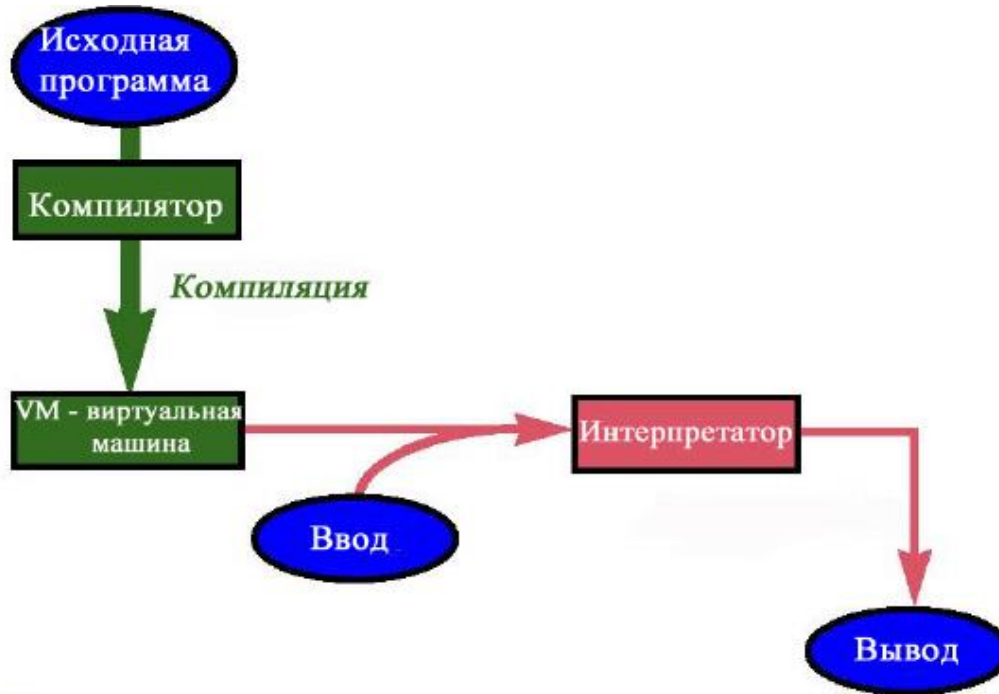 Исходная
программа
Компилятор
Компиляция
VM - виртуальная
машина
Интерпретатор
Ввод
Вывод